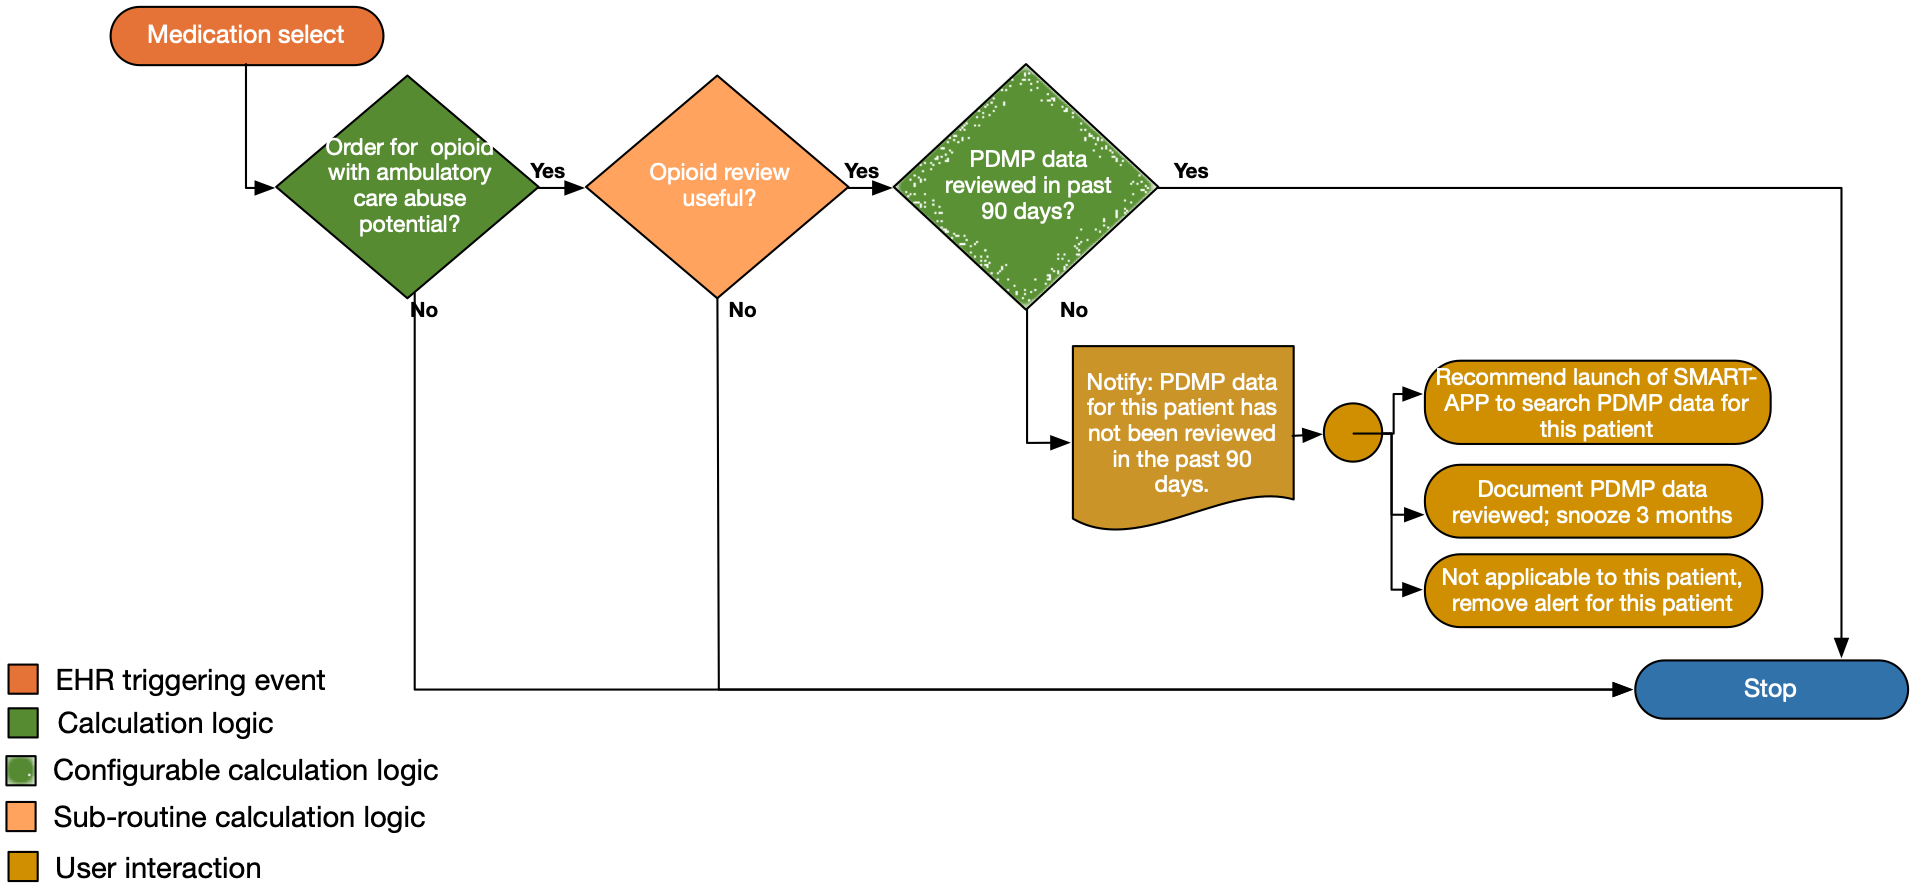 Medication select
Order for  opioid
with ambulatory
care abuse
potential?
Yes
No
Opioid review
useful?
Yes
No
PDMP data
reviewed in past
90 days?
Yes
No
Notify: PDMP data
for this patient has
not been reviewed
in the past 90
days.
Recommend launch of SMART-
APP to search PDMP data for
this patient
Document PDMP data
reviewed; snooze 3 months
Not applicable to this patient,
remove alert for this patient
Stop
EHR triggering event
Calculation logic
Configurable calculation logic
Sub-routine calculation logic
User interaction